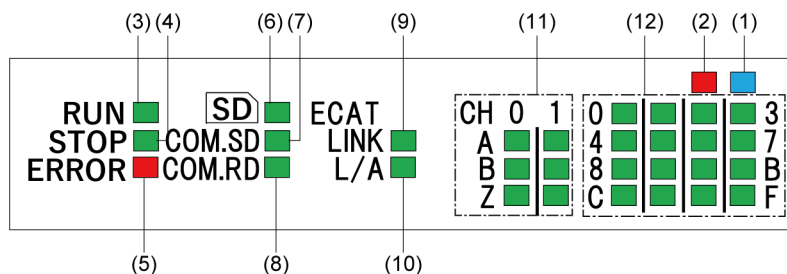 (3) (4) (6) (7) (9) (11) (12) (2) (1)
RUN SD ECAT CH 0 1 0 3
STOP COM.SD LINK A 4 7
ERROR COM.RD L/A B 8 B
Z C F
(5) (8) (10)